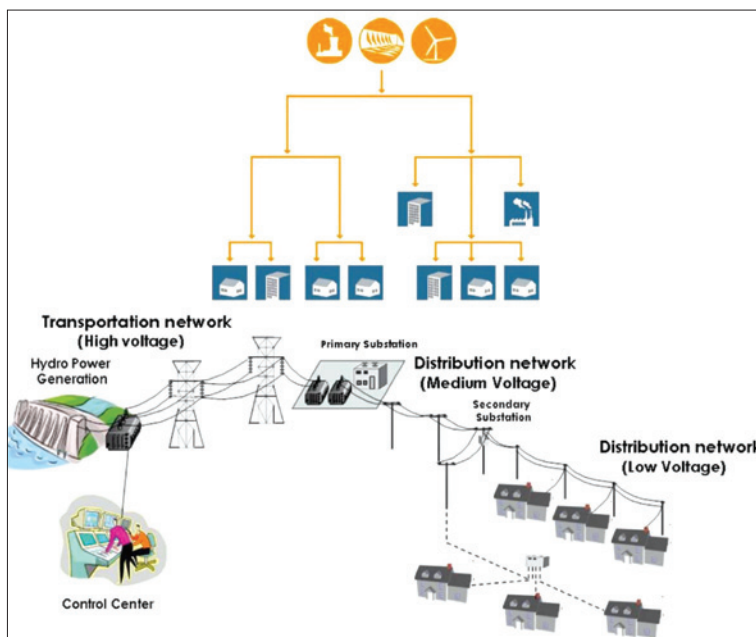 Transportation network
(High voltage)
Hydro Power
Generation
Primary Substation
Distribution network
(Medium Voltage)
Secondary
Substation
Distribution network
(Low Voltage)
Control Center